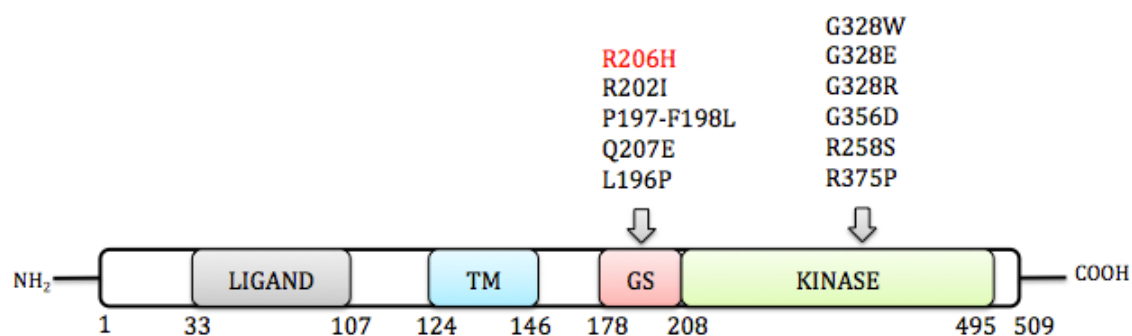 G328W
R206H G328E
R202I G328R
P197-F198L G356D
Q207E R258S
L196P R375P
NH2 LIGAND TM GS KINASE COOH
1 33 107 124 146 178 208 495 509